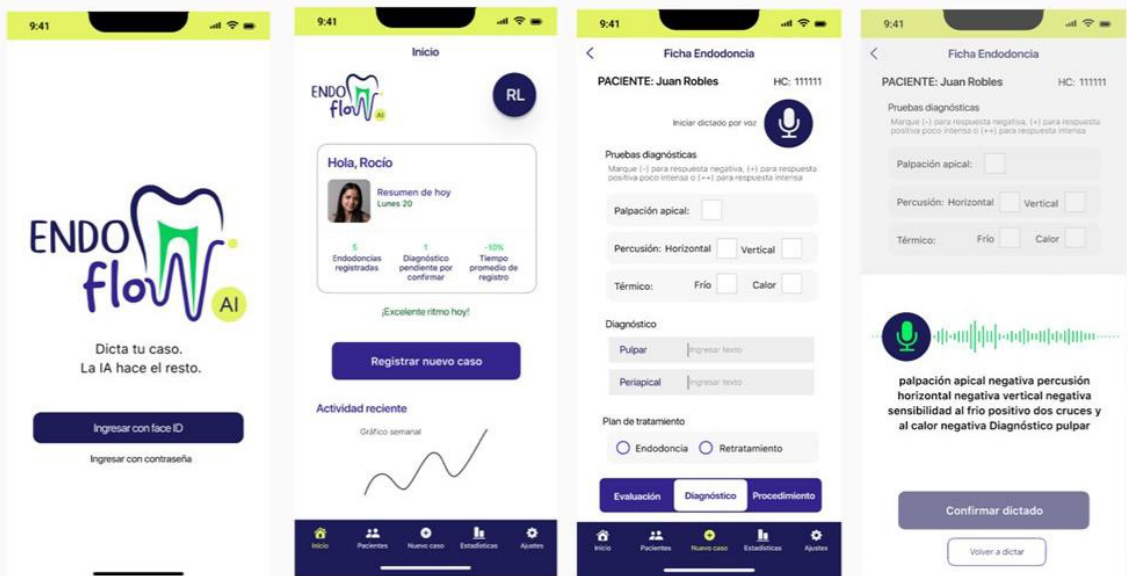 9:41
ENDO
flow
AI
Dicta tu caso.
La IA hace el resto.
Ingresar con face ID
Ingresar con contraseña
9:41
Inicio
ENDO
flow
AI
RL
Hola, Rocío
Resumen de hoy
Lunes 20
5
Endodoncias
registradas
1
Diagnóstico
pendiente por
confirmar
-10%
Tiempo
promedio de
registro
¡Excelente ritmo hoy!
Registrar nuevo caso
Actividad reciente
Gráfico semanal
Inicio
Pacientes
Nuevo caso
Estadísticas
Ajustes
9:41
Ficha Endodoncia
PACIENTE: Juan Robles HC: 111111
Iniciar dictado por voz
Pruebas diagnósticas
Marque (-) para respuesta negativa, (+) para respuesta
positiva poco intensa o (++) para respuesta intensa
Palpación apical:
Percusión: Horizontal Vertical
Térmico: Frío Calor
Diagnóstico
Pulpar Ingresar texto
Periapical Ingresar texto
Plan de tratamiento
Endodoncia Retratamiento
Evaluación Diagnóstico Procedimiento
Inicio
Pacientes
Nuevo caso
Estadísticas
Ajustes
9:41
Ficha Endodoncia
PACIENTE: Juan Robles HC: 111111
Pruebas diagnósticas
Marque (-) para respuesta negativa, (+) para respuesta
positiva poco intensa o (++) para respuesta intensa
Palpación apical:
Percusión: Horizontal Vertical
Térmico: Frío Calor
palpación apical negativa percusión
horizontal negativa vertical negativa
sensibilidad al frio positivo dos cruces y
al calor negativa Diagnóstico pulpar
Confirmar dictado
Volver a dictar